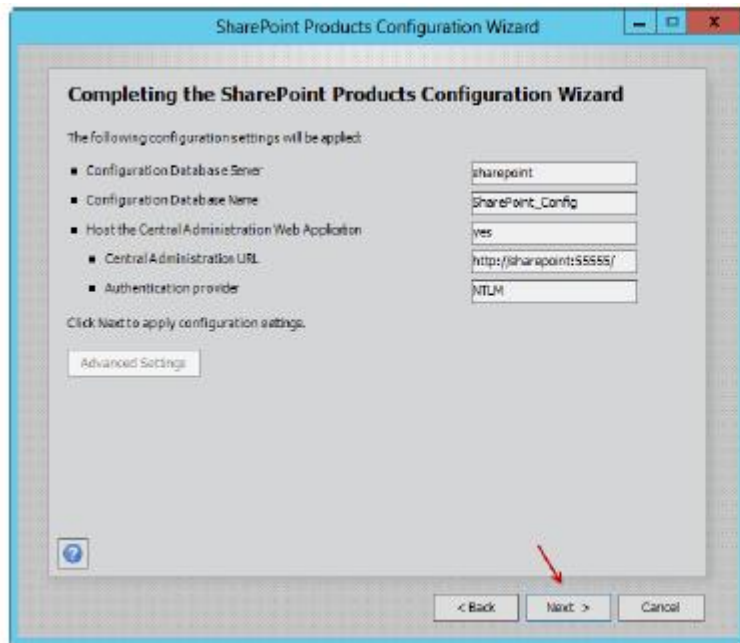 SharePoint Products Configuration Wizard
Completing the SharePoint Products Configuration Wizard
The following configuration settings will be applied:
Configuration Database Server sharepoint
Configuration Database Name SharePoint_Config
Host the Central Administration Web Application yes
Central Administration URL http://sharepoint:55555/
Authentication provider NTLM
Click Next to apply configuration settings.
Advanced Settings
< Back Next > Cancel